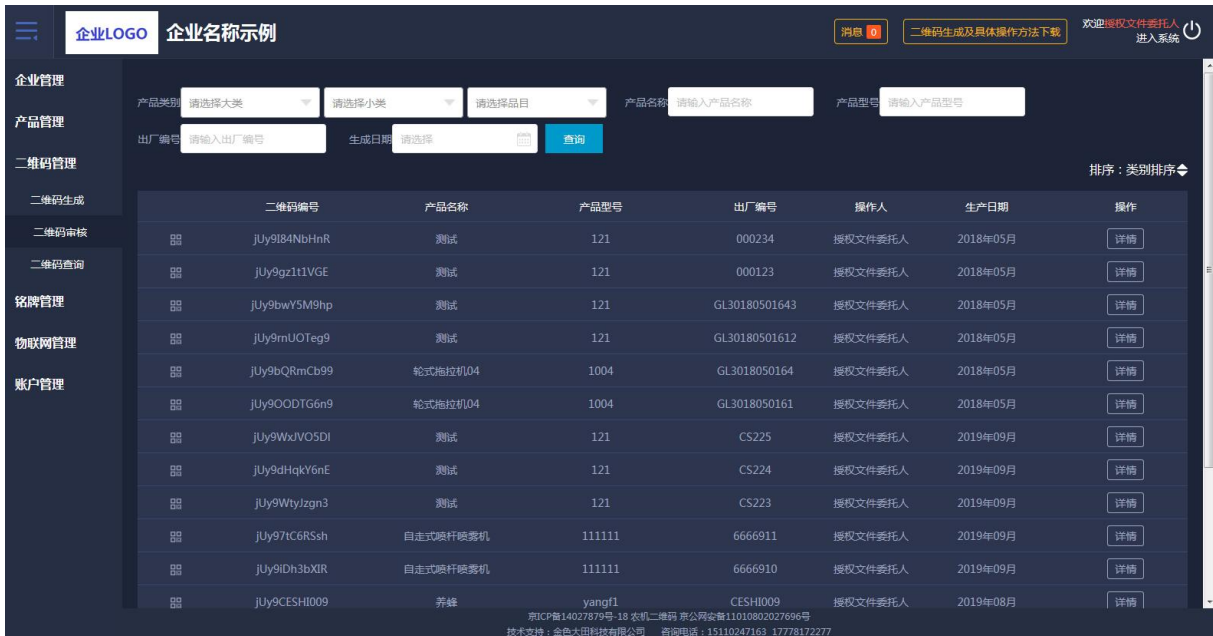 企业LOGO 企业名称示例 消息 0 二维码生成及具体操作方法下载 欢迎授权文件委托人
进入系统
企业管理
产品管理
二维码管理
二维码生成
二维码审核
二维码查询
铭牌管理
物联网管理
账户管理
产品类别 请选择大类 请选择小类 请选择品目 产品名称 请输入产品名称 产品型号 请输入产品型号
出厂编号 请输入出厂编号 生成日期 请选择 查询
排序：类别排序
二维码编号 产品名称 产品型号 出厂编号 操作人 生产日期 操作
jUy9I84NbHnR 测试 121 000234 授权文件委托人 2018年05月 详情
jUy9gz1t1VGE 测试 121 000123 授权文件委托人 2018年05月 详情
jUy9bwY5M9hp 测试 121 GL30180501643 授权文件委托人 2018年05月 详情
jUy9rnUOTeg9 测试 121 GL30180501612 授权文件委托人 2018年05月 详情
jUy9bQRmCb99 轮式拖拉机04 1004 GL3018050164 授权文件委托人 2018年05月 详情
jUy9OODTG6n9 轮式拖拉机04 1004 GL3018050161 授权文件委托人 2018年05月 详情
jUy9WxJVO5DI 测试 121 CS225 授权文件委托人 2019年09月 详情
jUy9dHqkY6nE 测试 121 CS224 授权文件委托人 2019年09月 详情
jUy9WtyJzgn3 测试 121 CS223 授权文件委托人 2019年09月 详情
jUy97tC6RSsh 自走式喷杆喷雾机 111111 6666911 授权文件委托人 2019年09月 详情
jUy9iDh3bXIR 自走式喷杆喷雾机 111111 6666910 授权文件委托人 2019年09月 详情
jUy9CESHI009 养蜂 yangf1 CESHI009 授权文件委托人 2019年08月 详情
京ICP备14027879号-18 农机二维码 京公网安备11010802027696号
技术支持：金色大田科技有限公司 咨询电话：15110247163 17778172277